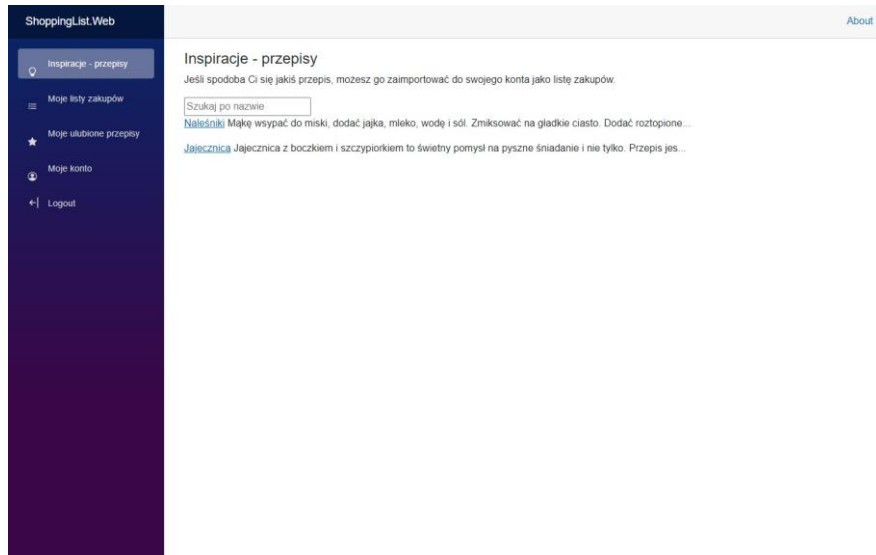 ShoppingList.Web
About
Inspiracje - przepisy
Moje listy zakupów
Moje ulubione przepisy
Moje konto
Logout
Inspiracje - przepisy
Jeśli spodoba Ci się jakiś przepis, możesz go zaimportować do swojego konta jako listę zakupów.
Szukaj po nazwie
Naleśniki Mąkę wsypać do miski, dodać jajka, mleko, wodę i sól. Zmiksować na gładkie ciasto. Dodać roztopione...
Jajecznica Jajecznica z boczkiem i szczypiorkiem to świetny pomysł na pyszne śniadanie i nie tylko. Przepis jes...